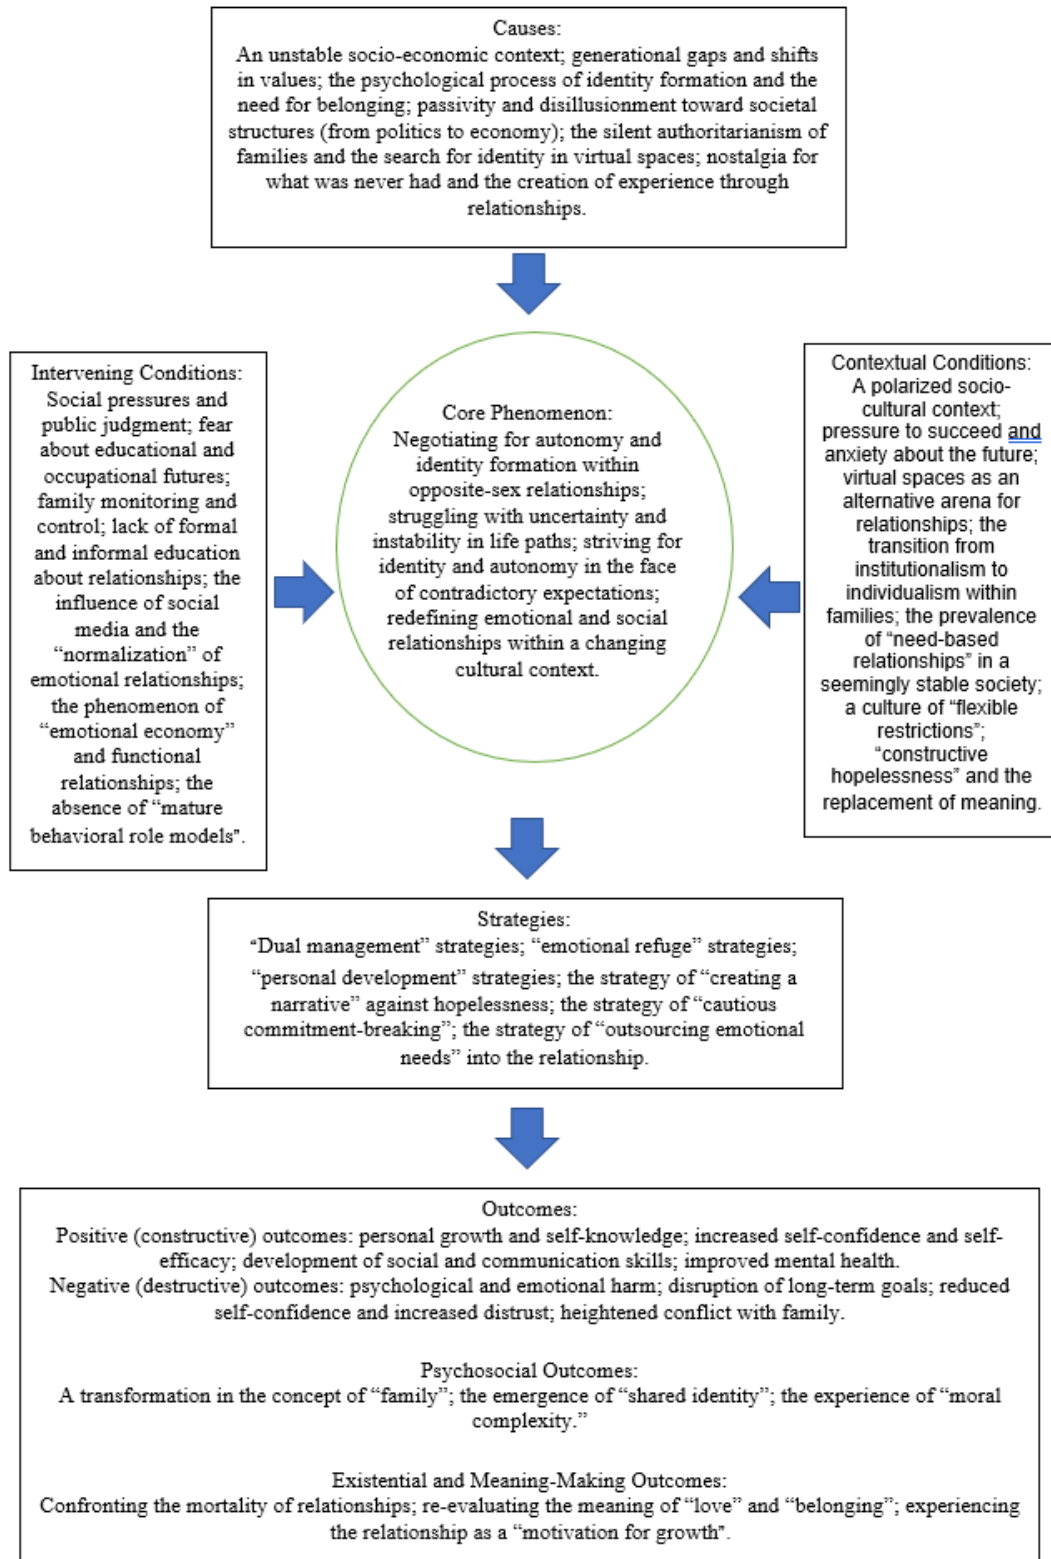 Causes:
An unstable socio-economic context; generational gaps and shifts
in values; the psychological process of identity formation and the
need for belonging; passivity and disillusionment toward societal
structures (from politics to economy); the silent authoritarianism of
families and the search for identity in virtual spaces; nostalgia for
what was never had and the creation of experience through
relationships.
Intervening Conditions:
Social pressures and
public judgment; fear
about educational and
occupational futures;
family monitoring and
control; lack of formal
and informal education
about relationships; the
influence of social
media and the
“normalization” of
emotional relationships;
the phenomenon of
“emotional economy”
and functional
relationships; the
absence of “mature
behavioral role models”.
Core Phenomenon:
Negotiating for autonomy and
identity formation within
opposite-sex relationships;
struggling with uncertainty and
instability in life paths; striving for
identity and autonomy in the face
of contradictory expectations;
redefining emotional and social
relationships within a changing
cultural context.
Contextual Conditions:
A polarized socio-
cultural context;
pressure to succeed and
anxiety about the future;
virtual spaces as an
alternative arena for
relationships; the
transition from
institutionalism to
individualism within
families; the prevalence
of “need-based
relationships” in a
seemingly stable society;
a culture of “flexible
restrictions”;
“constructive
hopelessness” and the
replacement of meaning.
Strategies:
“Dual management” strategies; “emotional refuge” strategies;
“personal development” strategies; the strategy of “creating a
narrative” against hopelessness; the strategy of “cautious
commitment-breaking”; the strategy of “outsourcing emotional
needs” into the relationship.
Outcomes:
Positive (constructive) outcomes: personal growth and self-knowledge; increased self-confidence and self-
efficacy; development of social and communication skills; improved mental health.
Negative (destructive) outcomes: psychological and emotional harm; disruption of long-term goals; reduced
self-confidence and increased distrust; heightened conflict with family.
Psychosocial Outcomes:
A transformation in the concept of “family”; the emergence of “shared identity”; the experience of “moral
complexity.”
Existential and Meaning-Making Outcomes:
Confronting the mortality of relationships; re-evaluating the meaning of “love” and “belonging”; experiencing
the relationship as a “motivation for growth”.